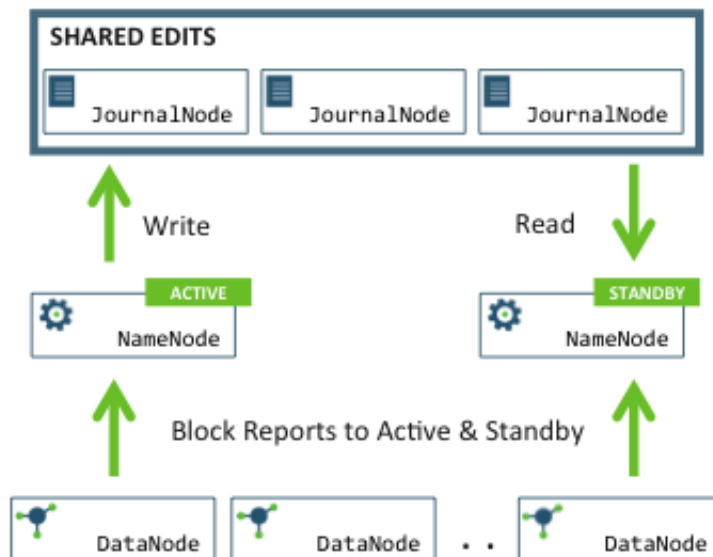 SHARED EDITS
JournalNode
JournalNode
JournalNode
Write
Read
ACTIVE
STANDBY
NameNode
NameNode
Block Reports to Active & Standby
DataNode
DataNode
. .
DataNode